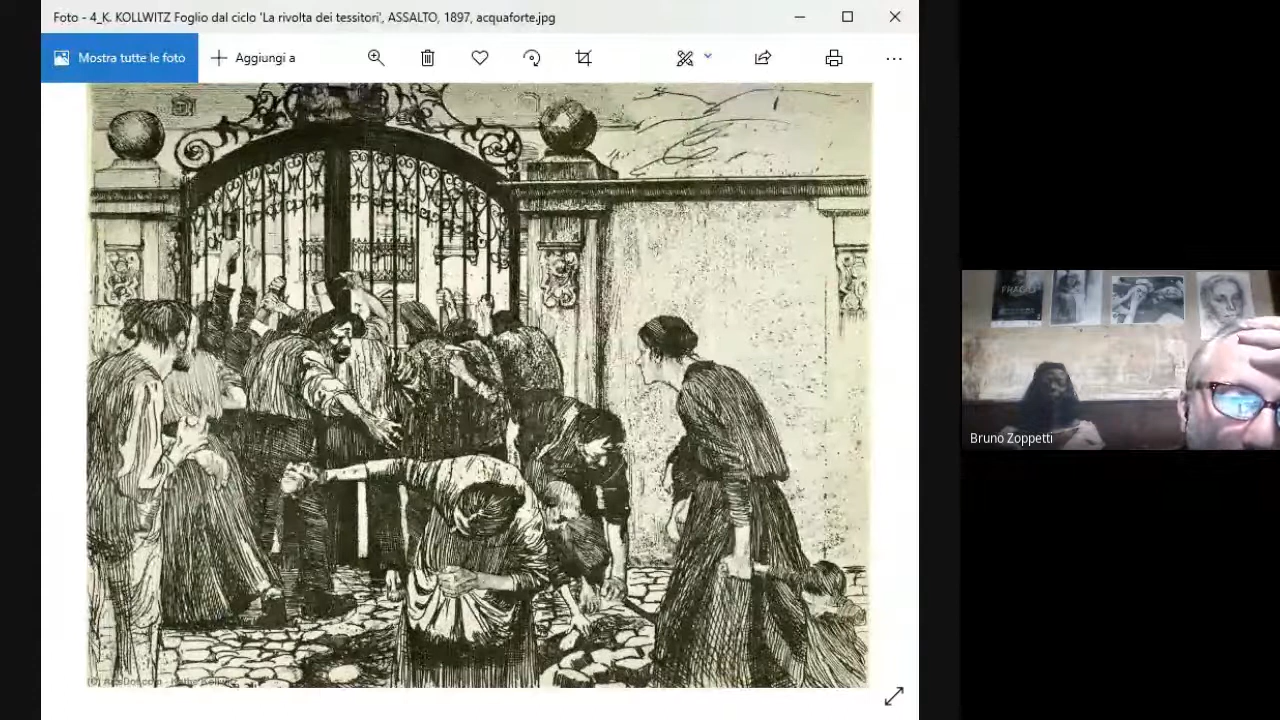 Foto - 4_K. KOLLWITZ Foglio dal ciclo 'La rivolta dei tessitori', ASSALTO, 1897, acquaforte.jpg
Mostra tutte le foto
Aggiungi a
Bruno Zoppetti